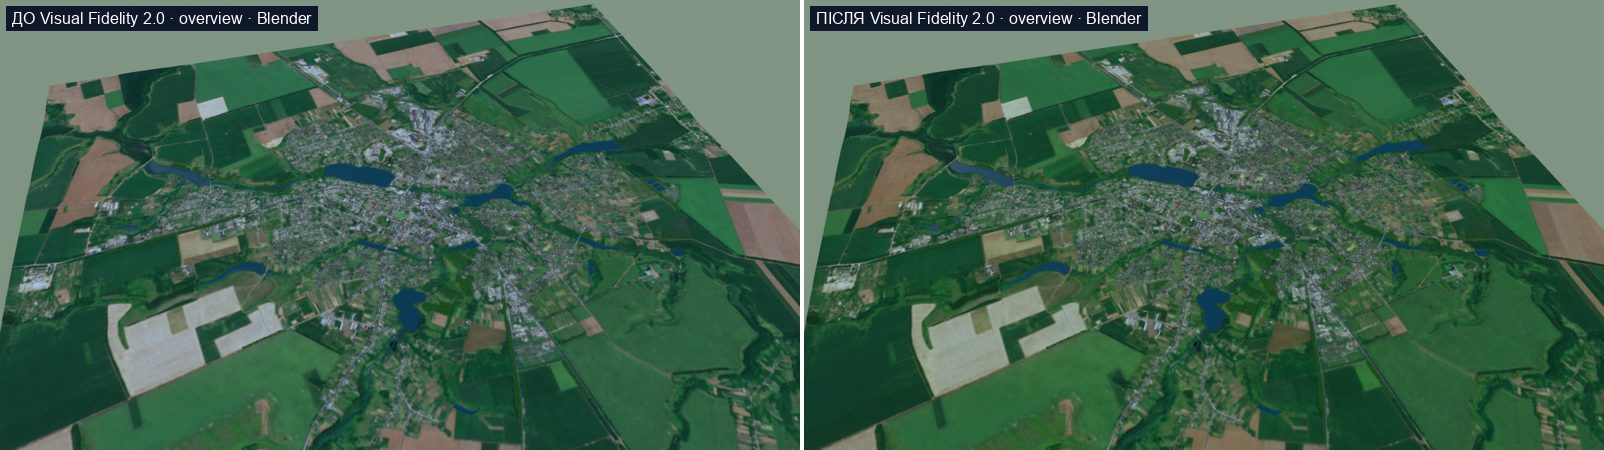 ДО Visual Fidelity 2.0 · overview · Blender
ПІСЛЯ Visual Fidelity 2.0 · overview · Blender